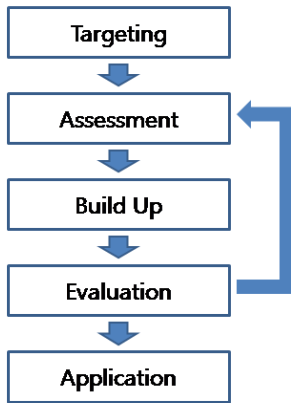 Targeting
Assessment
Build Up
Evaluation
Application